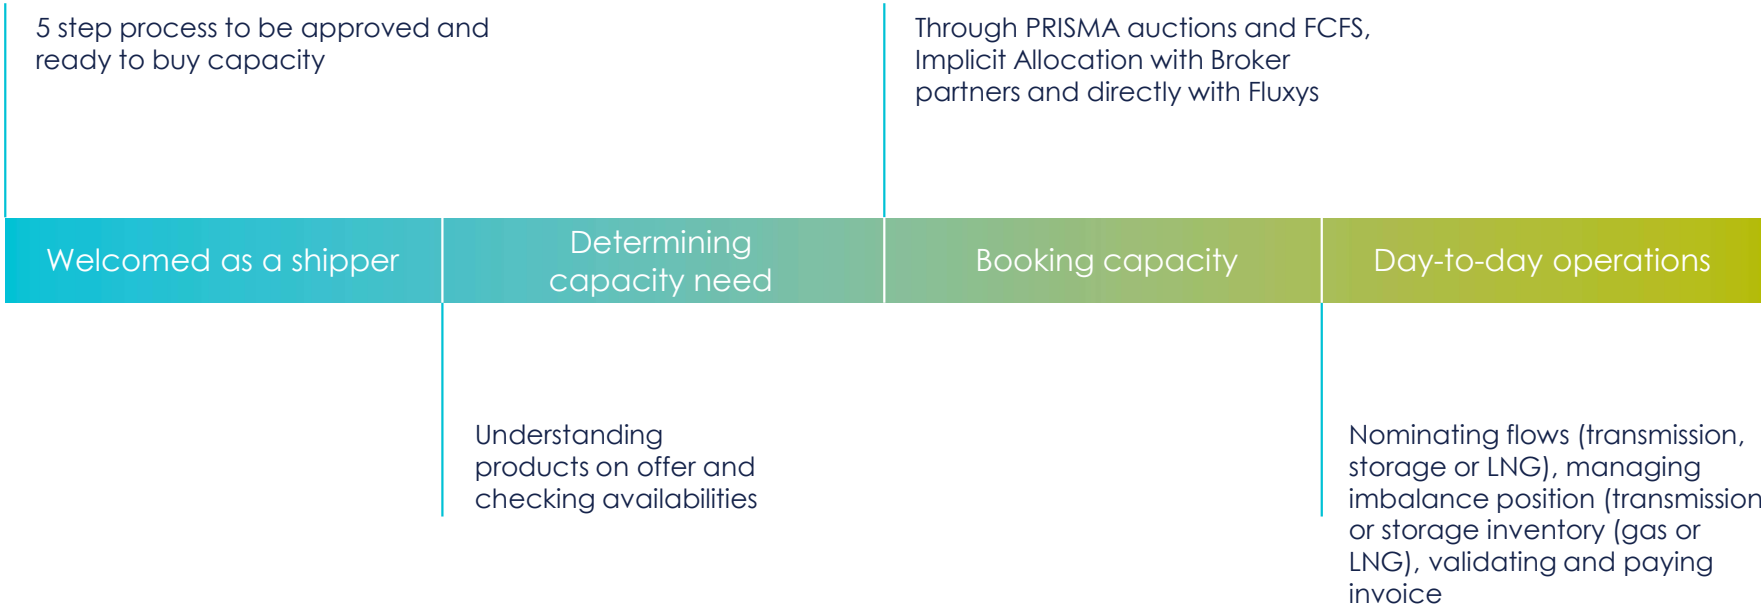 5 step process to be approved and
ready to buy capacity
Through PRISMA auctions and FCFS,
Implicit Allocation with Broker
partners and directly with Fluxys
Welcomed as a shipper
Determining
capacity need
Booking capacity
Day-to-day operations
Understanding
products on offer and
checking availabilities
Nominating flows (transmission,
storage or LNG), managing
imbalance position (transmission
or storage inventory (gas or
LNG), validating and paying
invoice